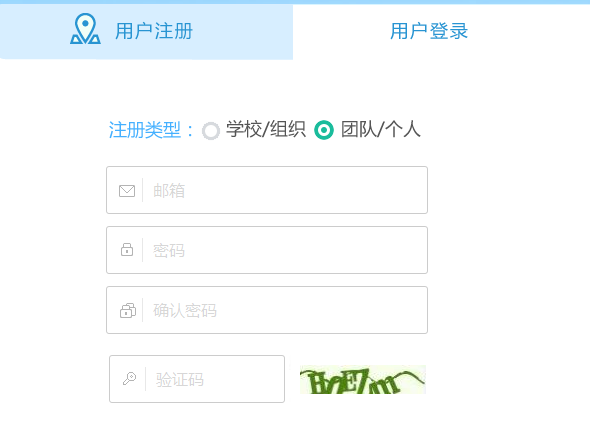 用户注册
用户登录
注册类型：学校/组织 团队/个人
邮箱
密码
确认密码
验证码